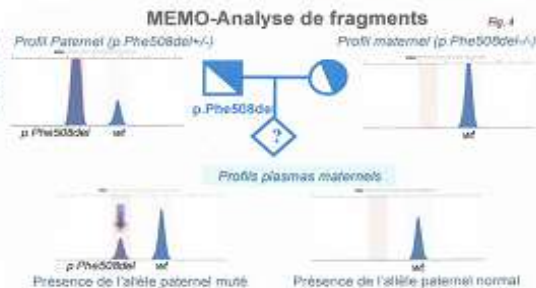 MEMO-Analyse de fragments
Fig. 4
Profil Paternel (p.Phe508del+/-)
Profil maternel (p.Phe508del-/-)
p.Phe508del
wt
p.Phe508del
?
wt
Profils plasmas maternels
p.Phe508del
wt
wt
Présence de l'allèle paternel muté
Présence de l'allèle paternel normal